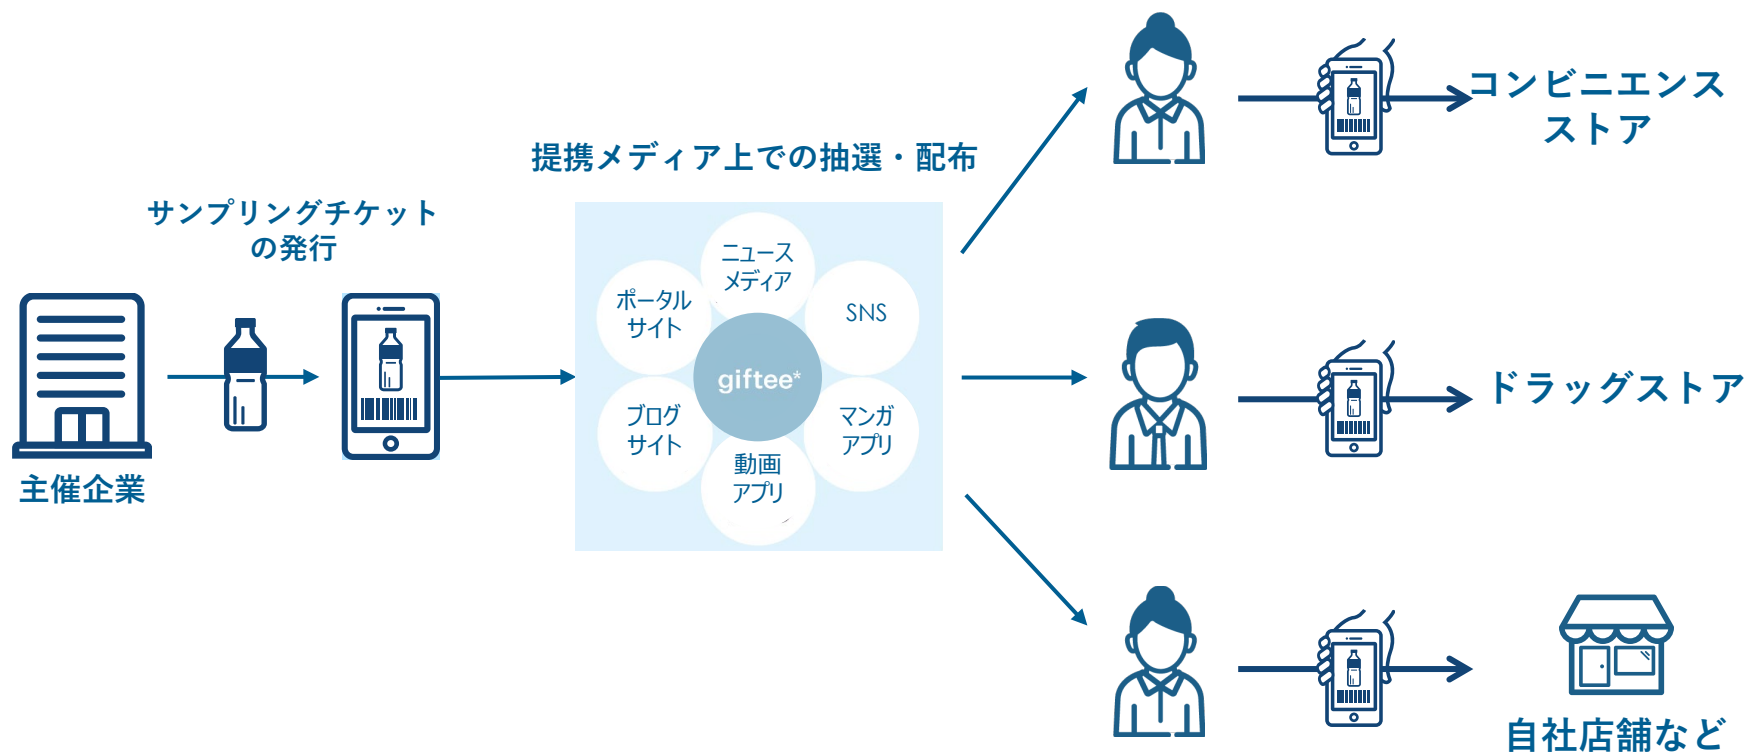 主催企業
サンプリングチケット
の発行
提携メディア上での抽選・配布
ニュース
メディア
ポータル
サイト
SNS
giftee*
ブログ
サイト
マンガ
アプリ
動画
アプリ
コンビニエンス
ストア
ドラッグストア
自社店舗など